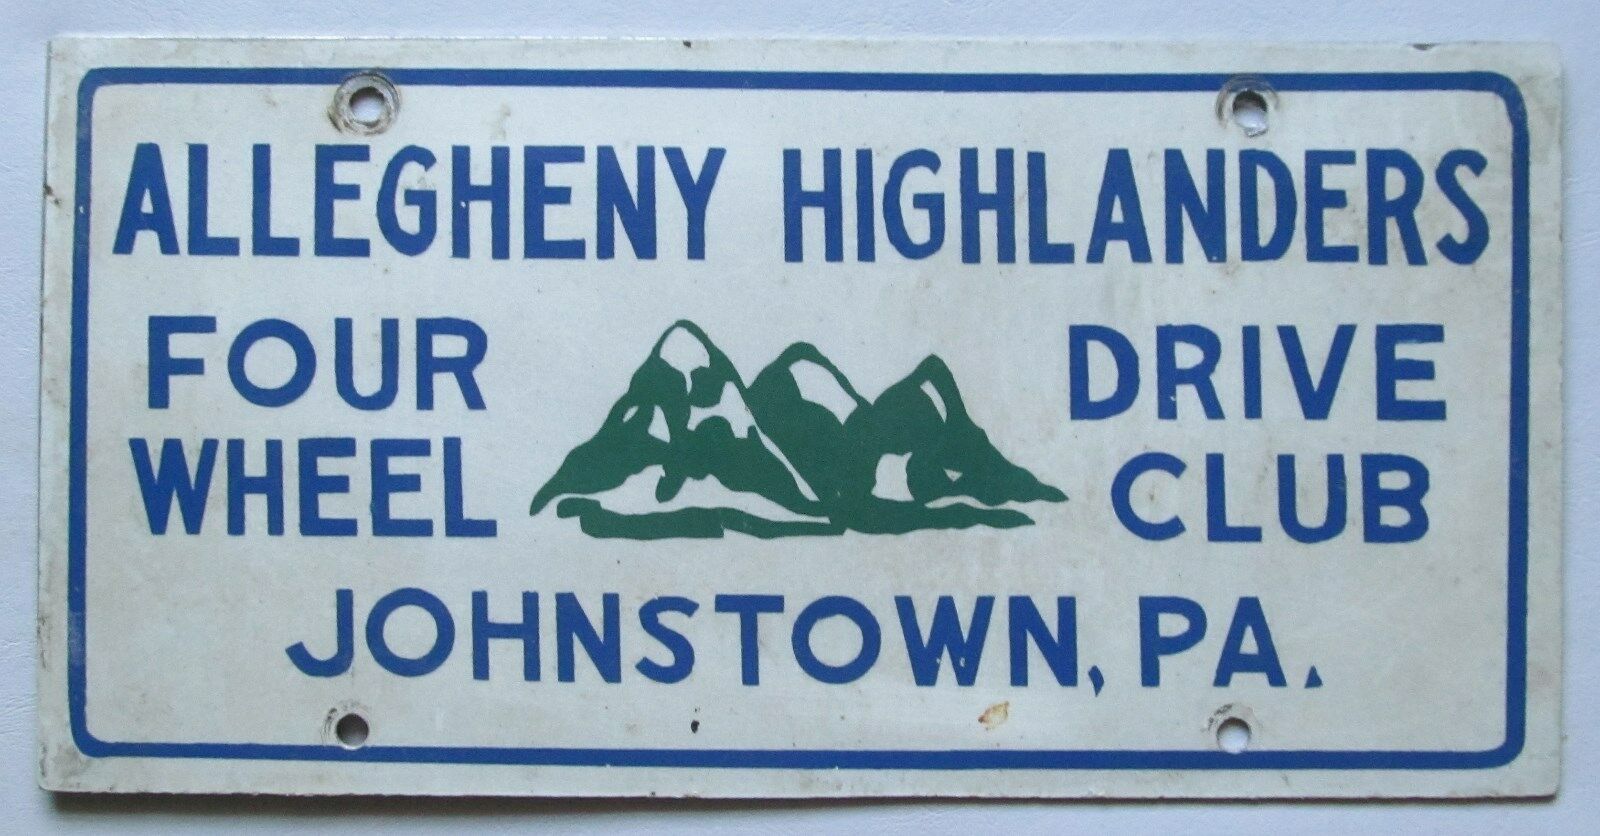 ALLEGHENY HIGHLANDERS
FOUR DRIVE
WHEEL CLUB
JOHNSTOWN, PA.